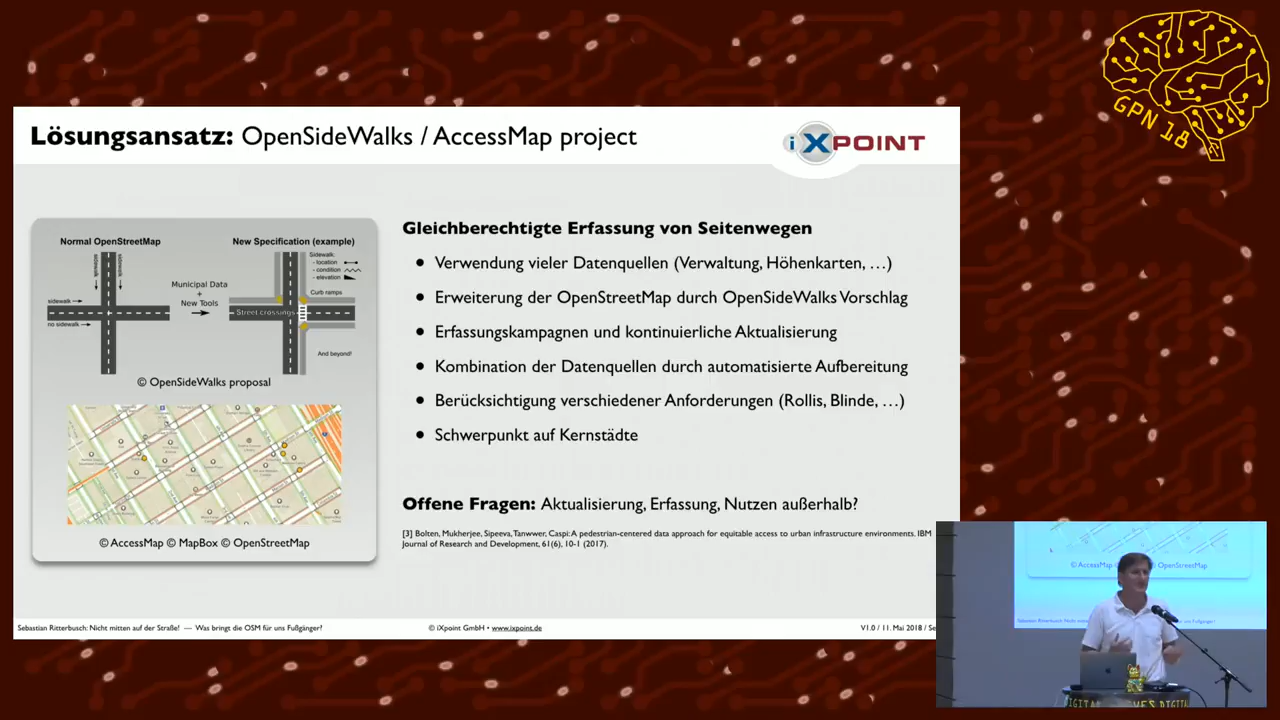 GPN 18
Lösungsansatz: OpenSideWalks / AccessMap project
iXPOINT
Normal OpenStreetMap
New Specification (example)
sidewalk
sidewalk
sidewalk
no sidewalk
Municipal Data
+
New Tools
Sidewalk:
- location
- condition
- elevation
Curb ramps
Street crossings
And beyond!
© OpenSideWalks proposal
© AccessMap © MapBox © OpenStreetMap
Gleichberechtigte Erfassung von Seitenwegen
• Verwendung vieler Datenquellen (Verwaltung, Höhenkarten, …)
• Erweiterung der OpenStreetMap durch OpenSideWalks Vorschlag
• Erfassungskampagnen und kontinuierliche Aktualisierung
• Kombination der Datenquellen durch automatisierte Aufbereitung
• Berücksichtigung verschiedener Anforderungen (Rollis, Blinde, …)
• Schwerpunkt auf Kernstädte
Offene Fragen: Aktualisierung, Erfassung, Nutzen außerhalb?
[3] Bolten, Mukherjee, Sipeeva, Tanwwer, Caspi: A pedestrian-centered data approach for equitable access to urban infrastructure environments. IBM
Journal of Research and Development, 61(6), 10-1 (2017).
Sebastian Ritterbusch: Nicht mitten auf der Straße! — Was bringt die OSM für uns Fußgänger?
© iXpoint GmbH • www.ixpoint.de
V1.0 / 11. Mai 2018 / Se
© AccessMap
OpenStreetMap
DIGITAL
DIGITAL